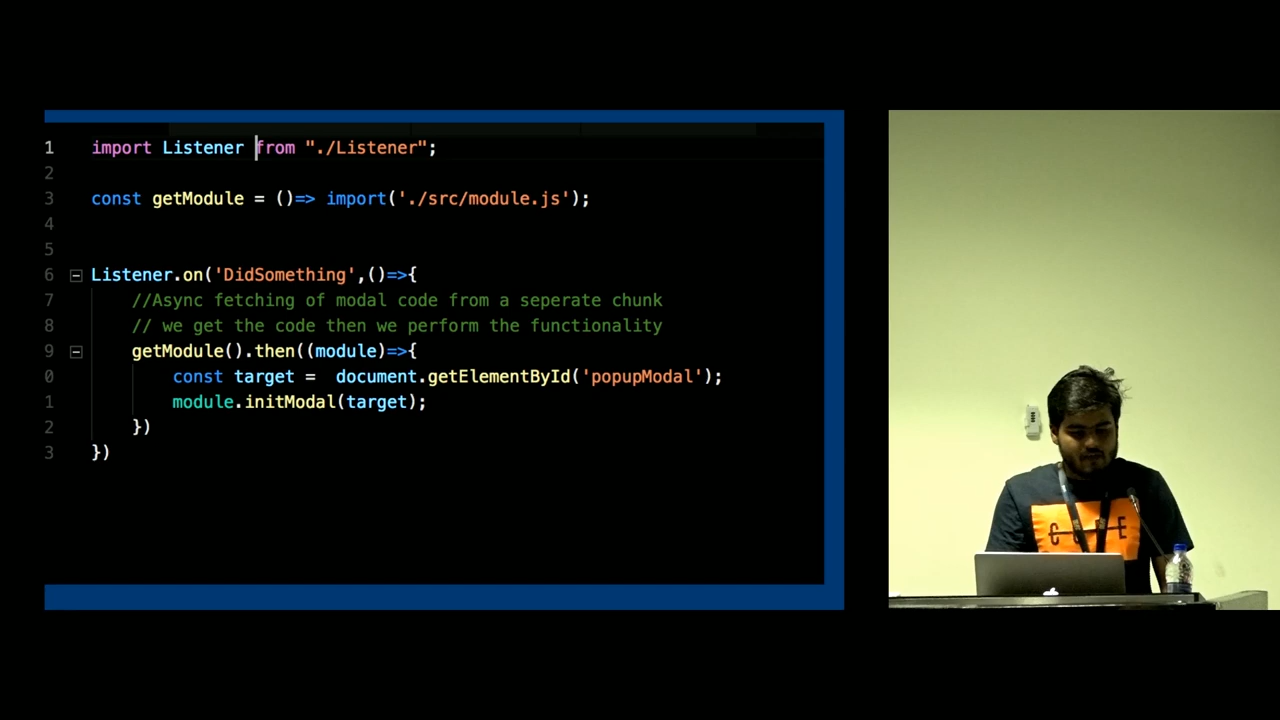 1 import Listener from "./Listener";
2
3 const getModule = ()=> import('./src/module.js');
4
5
6 Listener.on('DidSomething',()=>{
7 //Async fetching of modal code from a seperate chunk
8 // we get the code then we perform the functionality
9 getModule().then((module)=>{
0 const target = document.getElementById('popupModal');
1 module.initModal(target);
2 })
3 })